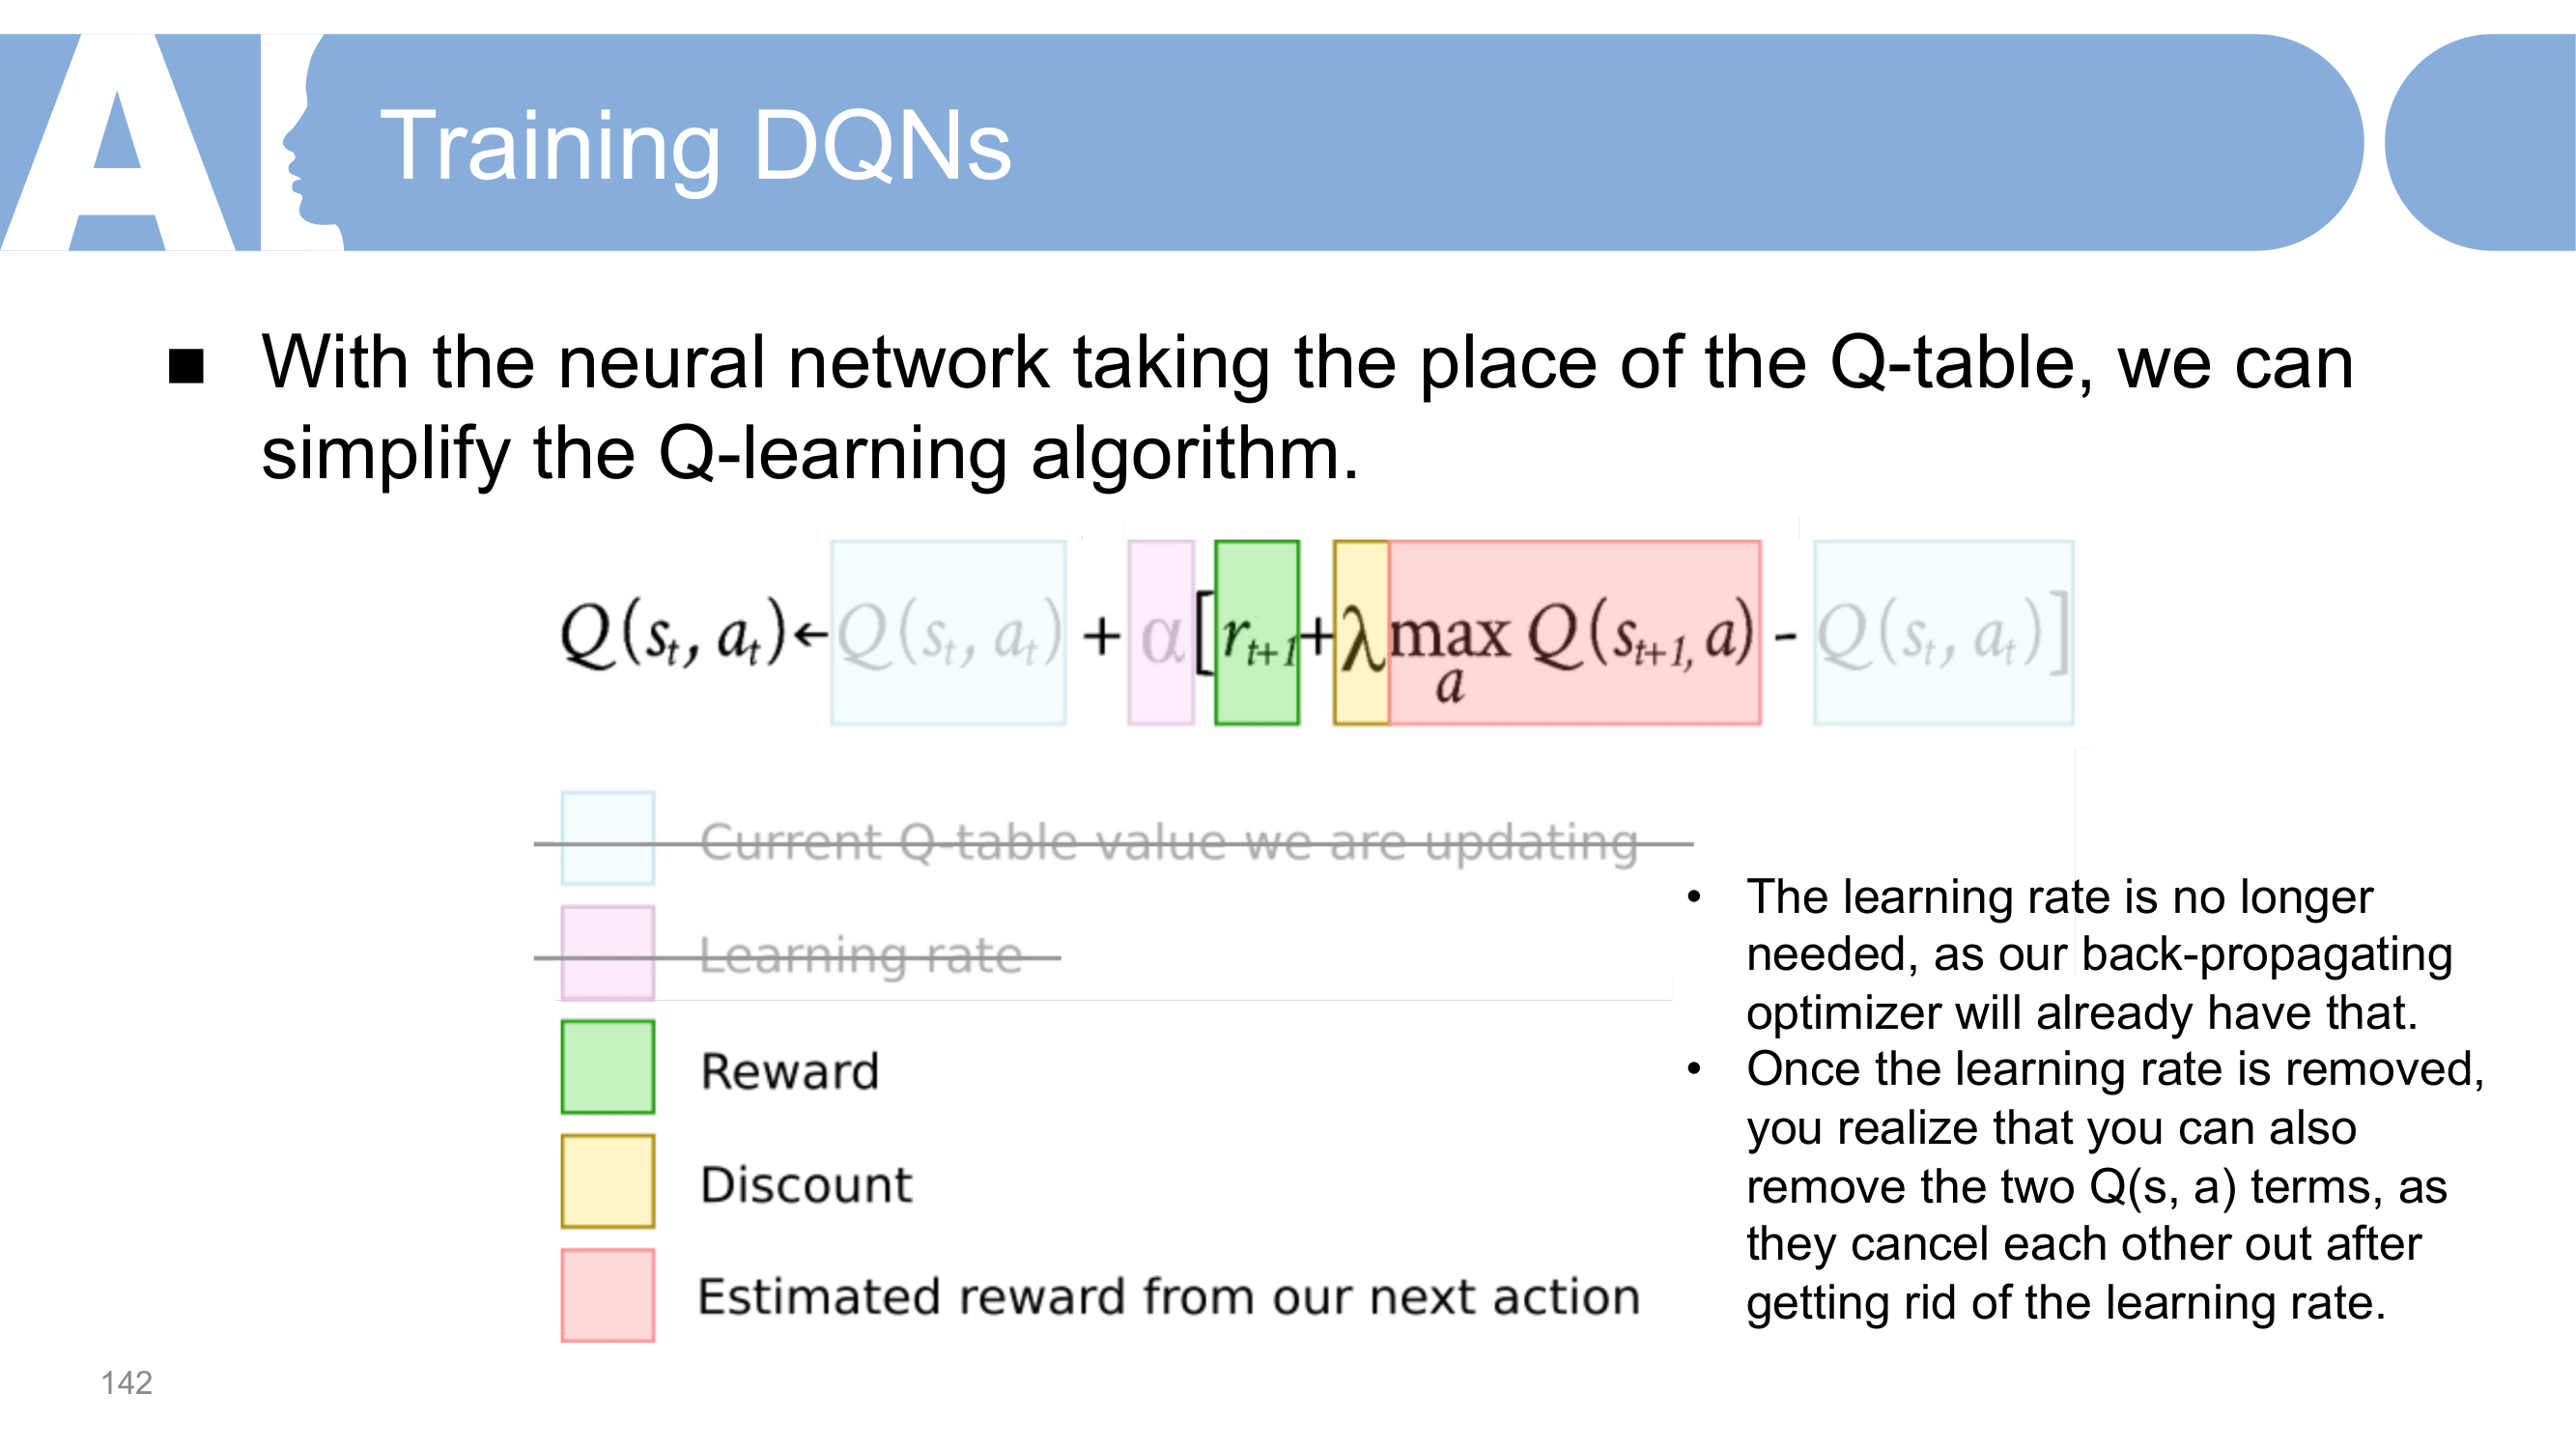 AI
Training DQNs
■ With the neural network taking the place of the Q-table, we can
simplify the Q-learning algorithm.
Q(s_t, a_t)←Q(s_t, a_t) + α[r_{t+1}+λ max_a Q(s_{t+1,} a) - Q(s_t, a_t)]
Current Q-table value we are updating
Learning rate
Reward
Discount
Estimated reward from our next action
• The learning rate is no longer
needed, as our back-propagating
optimizer will already have that.
• Once the learning rate is removed,
you realize that you can also
remove the two Q(s, a) terms, as
they cancel each other out after
getting rid of the learning rate.
142